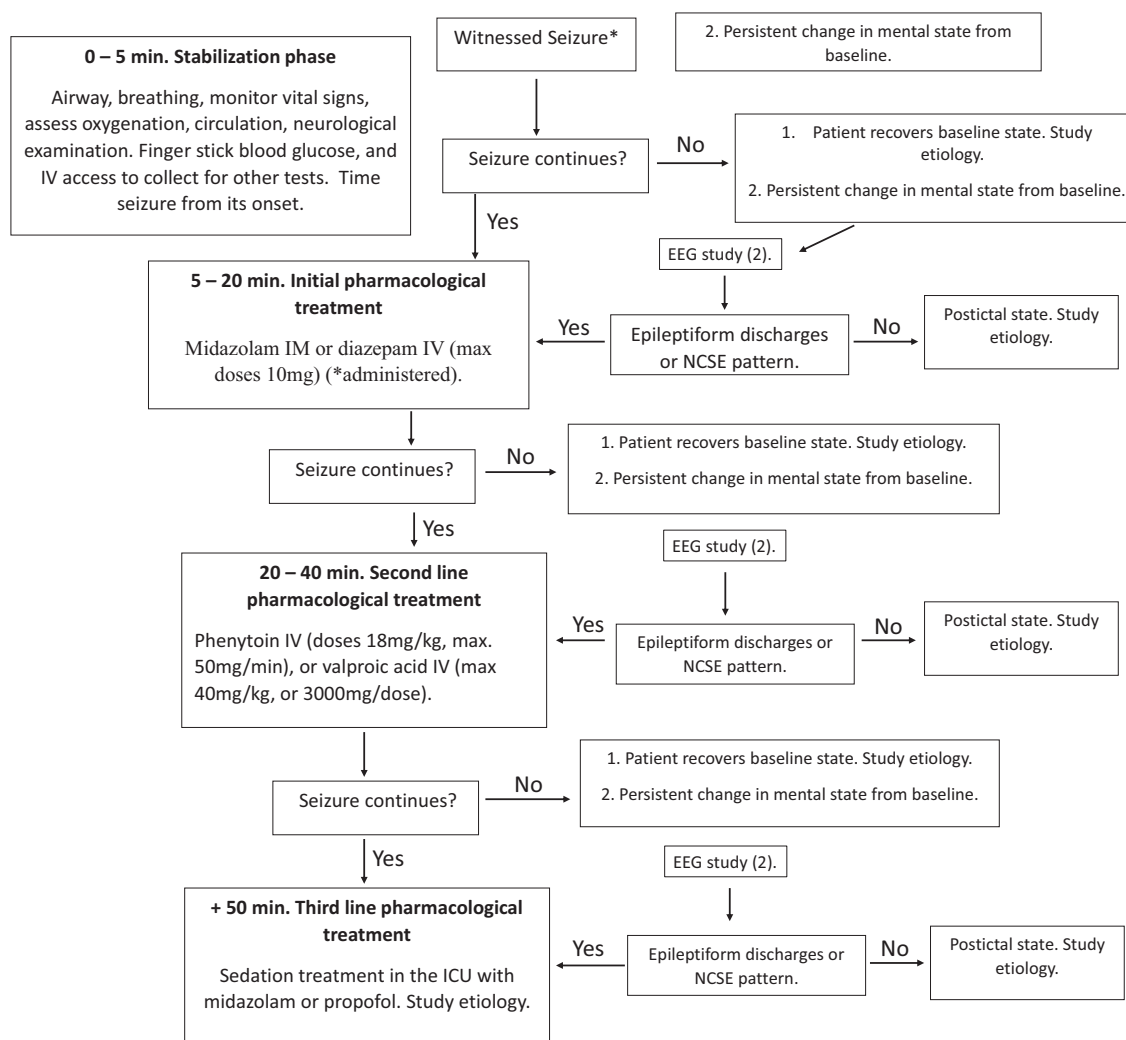 0 – 5 min. Stabilization phase
Airway, breathing, monitor vital signs,
assess oxygenation, circulation, neurological
examination. Finger stick blood glucose, and
IV access to collect for other tests. Time
seizure from its onset.
Witnessed Seizure*
2. Persistent change in mental state from
baseline.
Seizure continues?
No
1. Patient recovers baseline state. Study
etiology.
2. Persistent change in mental state from baseline.
Yes
EEG study (2).
5 – 20 min. Initial pharmacological
treatment
Midazolam IM or diazepam IV (max
doses 10mg) (*administered).
Yes
Epileptiform discharges
or NCSE pattern.
No
Postictal state. Study
etiology.
Seizure continues?
No
1. Patient recovers baseline state. Study etiology.
2. Persistent change in mental state from baseline.
Yes
EEG study (2).
20 – 40 min. Second line
pharmacological treatment
Phenytoin IV (doses 18mg/kg, max.
50mg/min), or valproic acid IV (max
40mg/kg, or 3000mg/dose).
Yes
Epileptiform discharges or
NCSE pattern.
No
Postictal state. Study
etiology.
Seizure continues?
No
1. Patient recovers baseline state. Study etiology.
2. Persistent change in mental state from baseline.
Yes
EEG study (2).
+ 50 min. Third line pharmacological
treatment
Sedation treatment in the ICU with
midazolam or propofol. Study etiology.
Yes
Epileptiform discharges or
NCSE pattern.
No
Postictal state. Study
etiology.